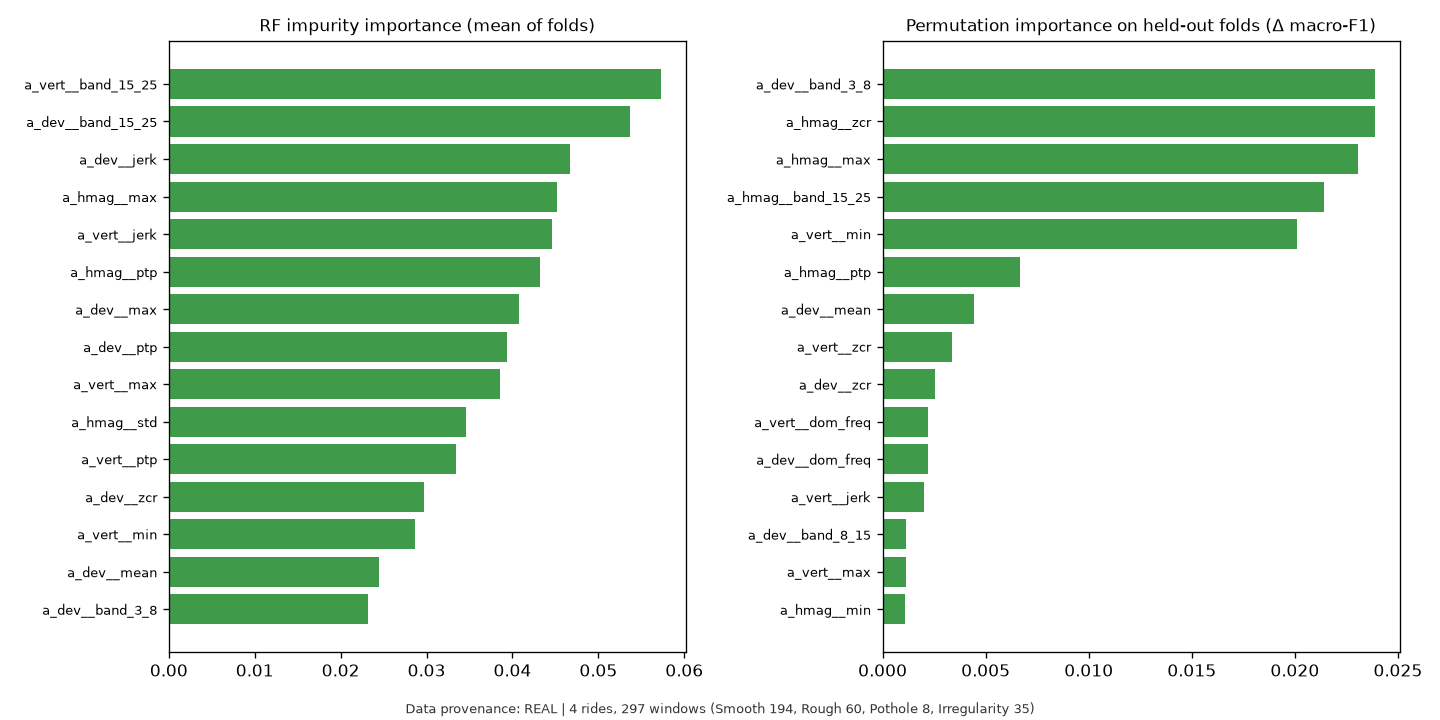 RF impurity importance (mean of folds)
a_vert__band_15_25
a_dev__band_15_25
a_dev__jerk
a_hmag__max
a_vert__jerk
a_hmag__ptp
a_dev__max
a_dev__ptp
a_vert__max
a_hmag__std
a_vert__ptp
a_dev__zcr
a_vert__min
a_dev__mean
a_dev__band_3_8
0.00 0.01 0.02 0.03 0.04 0.05 0.06
Permutation importance on held-out folds (Δ macro-F1)
a_dev__band_3_8
a_hmag__zcr
a_hmag__max
a_hmag__band_15_25
a_vert__min
a_hmag__ptp
a_dev__mean
a_vert__zcr
a_dev__zcr
a_vert__dom_freq
a_dev__dom_freq
a_vert__jerk
a_dev__band_8_15
a_vert__max
a_hmag__min
0.000 0.005 0.010 0.015 0.020 0.025
Data provenance: REAL | 4 rides, 297 windows (Smooth 194, Rough 60, Pothole 8, Irregularity 35)